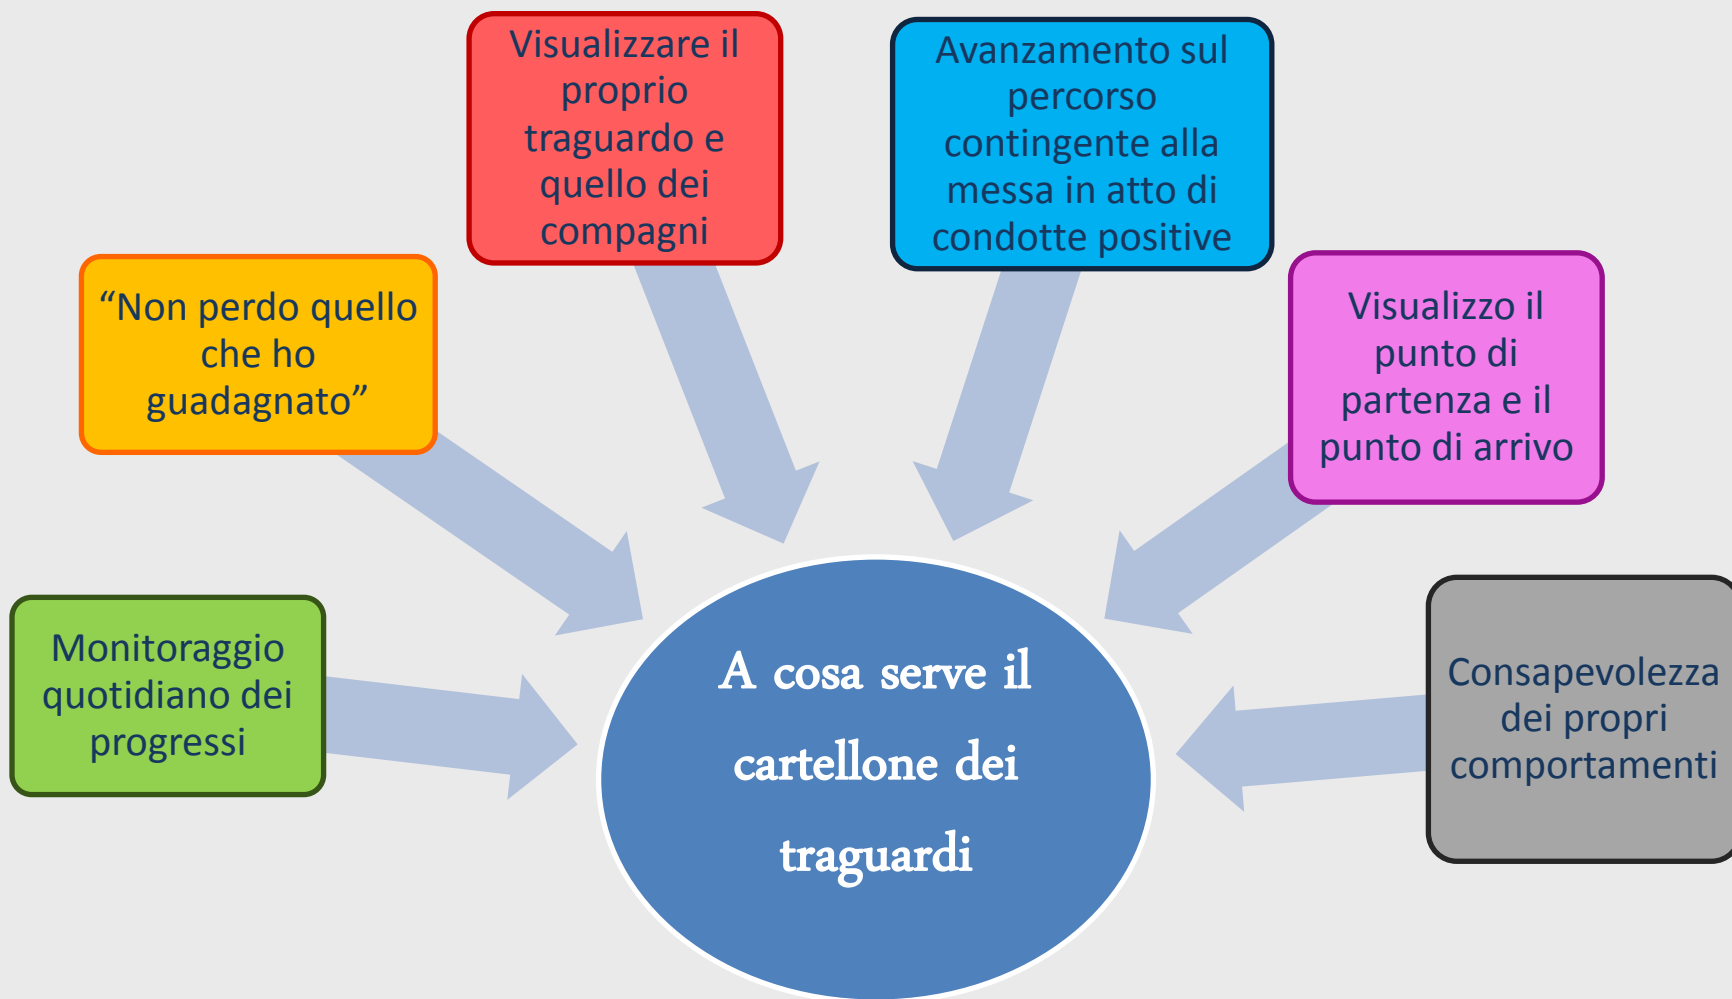 Visualizzare il
proprio
traguardo e
quello dei
compagni
Avanzamento sul
percorso
contingente alla
messa in atto di
condotte positive
“Non perdo quello
che ho
guadagnato”
Visualizzo il
punto di
partenza e il
punto di arrivo
Monitoraggio
quotidiano dei
progressi
Consapevolezza
dei propri
comportamenti
A cosa serve il
cartellone dei
traguardi